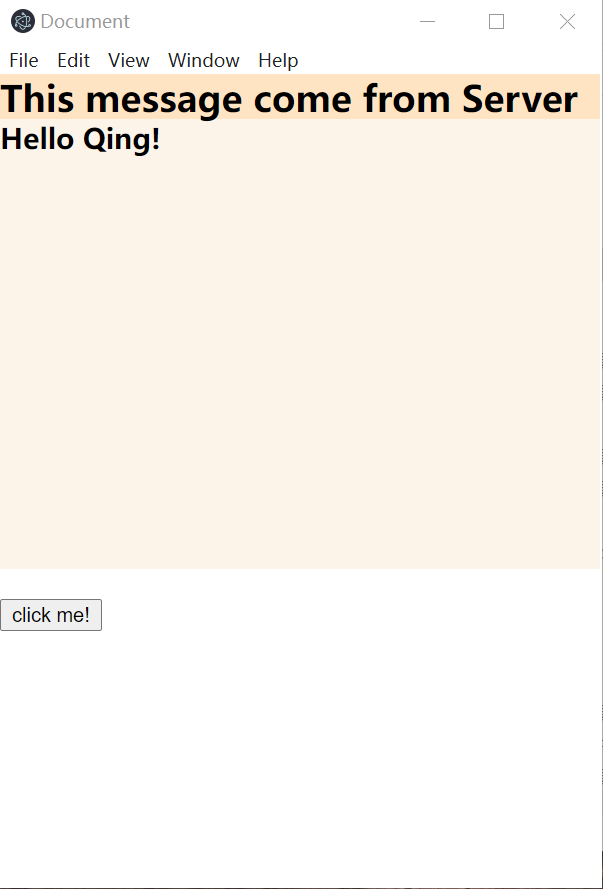 Document
File Edit View Window Help
This message come from Server
Hello Qing!
click me!